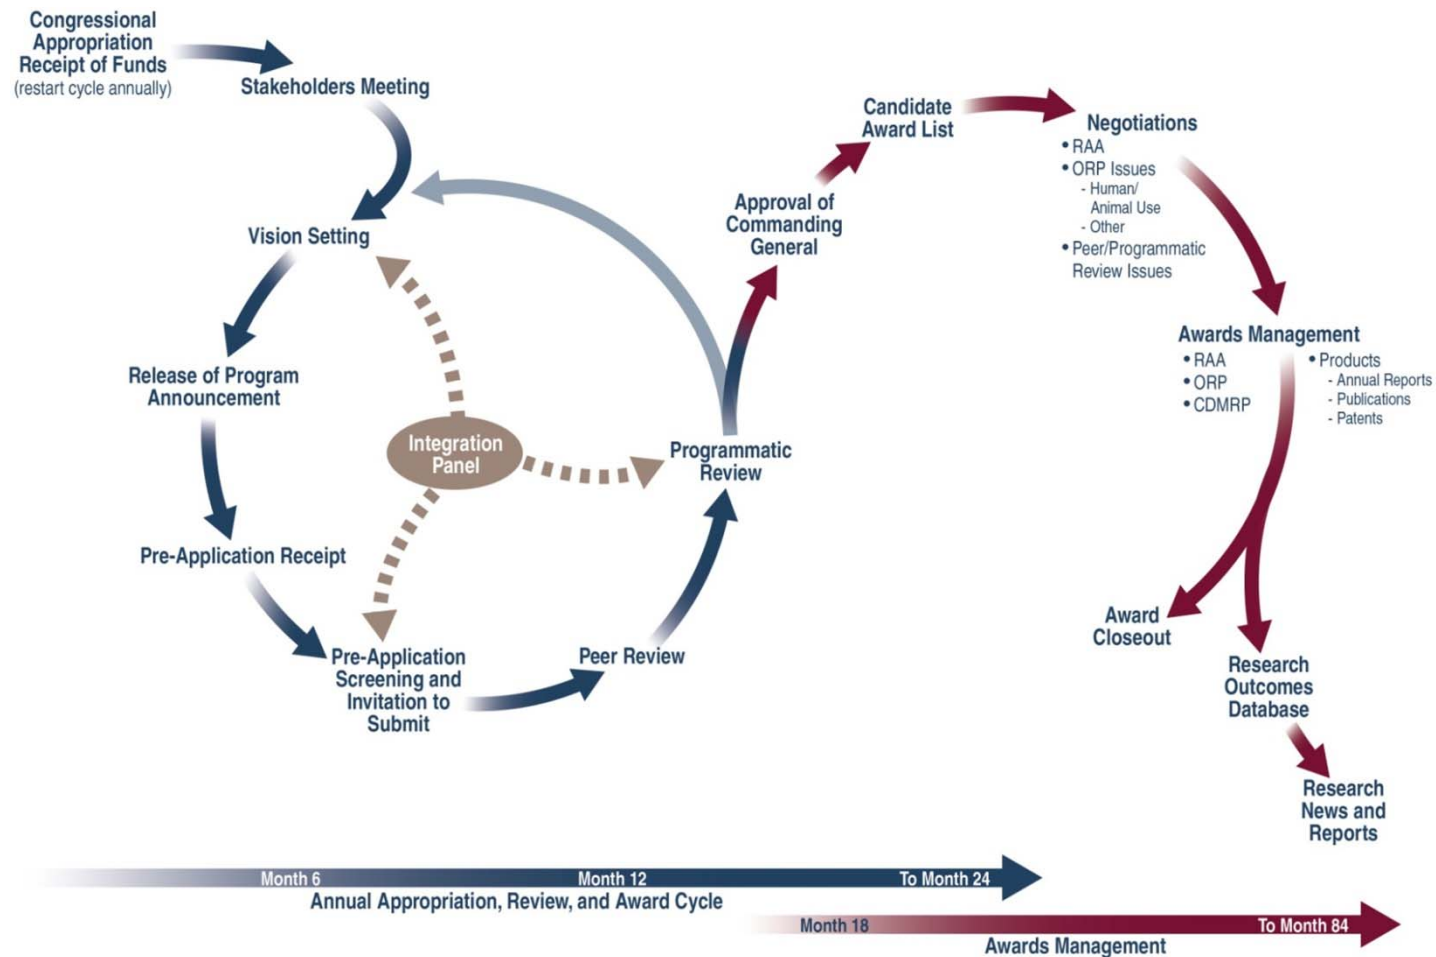 Congressional
Appropriation
Receipt of Funds
(restart cycle annually)
Stakeholders Meeting
Vision Setting
Release of Program
Announcement
Pre-Application Receipt
Pre-Application
Screening and
Invitation to
Submit
Peer Review
Programmatic
Review
Integration
Panel
Approval of
Commanding
General
Candidate
Award List
Negotiations
• RAA
• ORP Issues
- Human/
Animal Use
- Other
• Peer/Programmatic
Review Issues
Awards Management
• RAA
• ORP
• CDMRP
• Products
- Annual Reports
- Publications
- Patents
Award
Closeout
Research
Outcomes
Database
Research
News and
Reports
Month 6
Month 12
To Month 24
Annual Appropriation, Review, and Award Cycle
Month 18
To Month 84
Awards Management